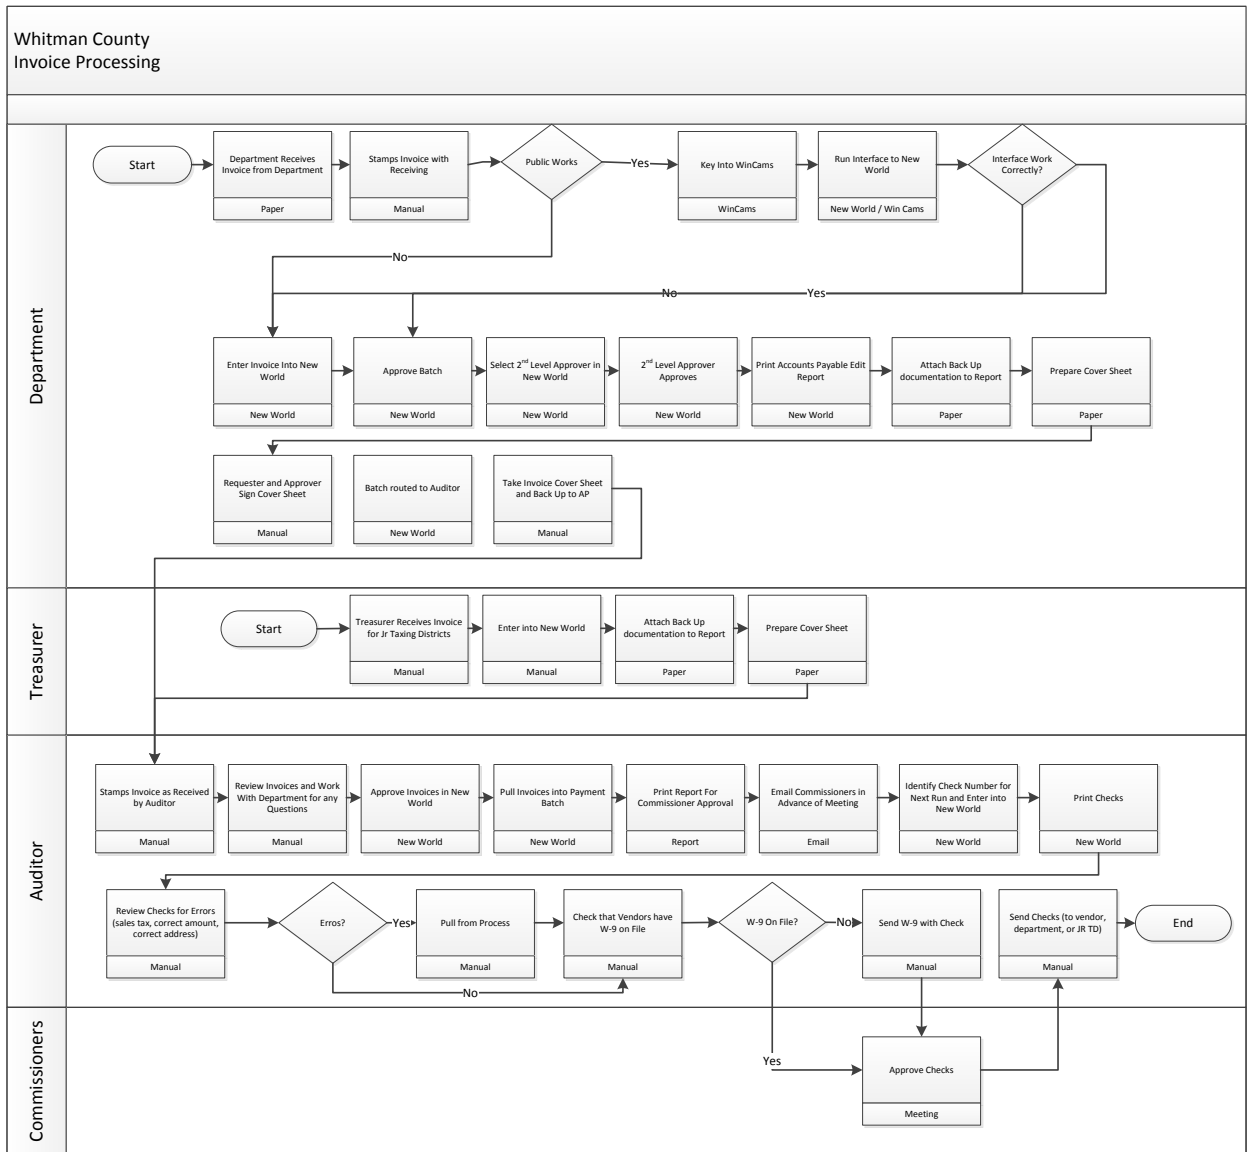 Whitman County
Invoice Processing
Department
Start
Department Receives
Invoice from Department
Paper
Stamps Invoice with
Receiving
Manual
Public Works
Yes
Key Into WinCams
WinCams
Run Interface to New
World
New World / Win Cams
Interface Work
Correctly?
No
No
Yes
Enter Invoice Into New
World
New World
Approve Batch
New World
Select 2nd Level Approver in
New World
New World
2nd Level Approver
Approves
New World
Print Accounts Payable Edit
Report
New World
Attach Back Up
documentation to Report
Paper
Prepare Cover Sheet
Paper
Requester and Approver
Sign Cover Sheet
Manual
Batch routed to Auditor
New World
Take Invoice Cover Sheet
and Back Up to AP
Manual
Treasurer
Start
Treasurer Receives Invoice
for Jr Taxing Districts
Manual
Enter into New World
Manual
Attach Back Up
documentation to Report
Paper
Prepare Cover Sheet
Paper
Auditor
Stamps Invoice as Received
by Auditor
Manual
Review Invoices and Work
With Department for any
Questions
Manual
Approve Invoices in New
World
New World
Pull Invoices into Payment
Batch
New World
Print Report For
Commissioner Approval
Report
Email Commissioners in
Advance of Meeting
Email
Identify Check Number for
Next Run and Enter into
New World
New World
Print Checks
New World
Review Checks for Errors
(sales tax, correct amount,
correct address)
Manual
Erros?
Yes
No
Pull from Process
Manual
Check that Vendors have
W-9 on File
Manual
W-9 On File?
No
Send W-9 with Check
Manual
Send Checks (to vendor,
department, or JR TD)
Manual
End
Commissioners
Yes
Approve Checks
Meeting